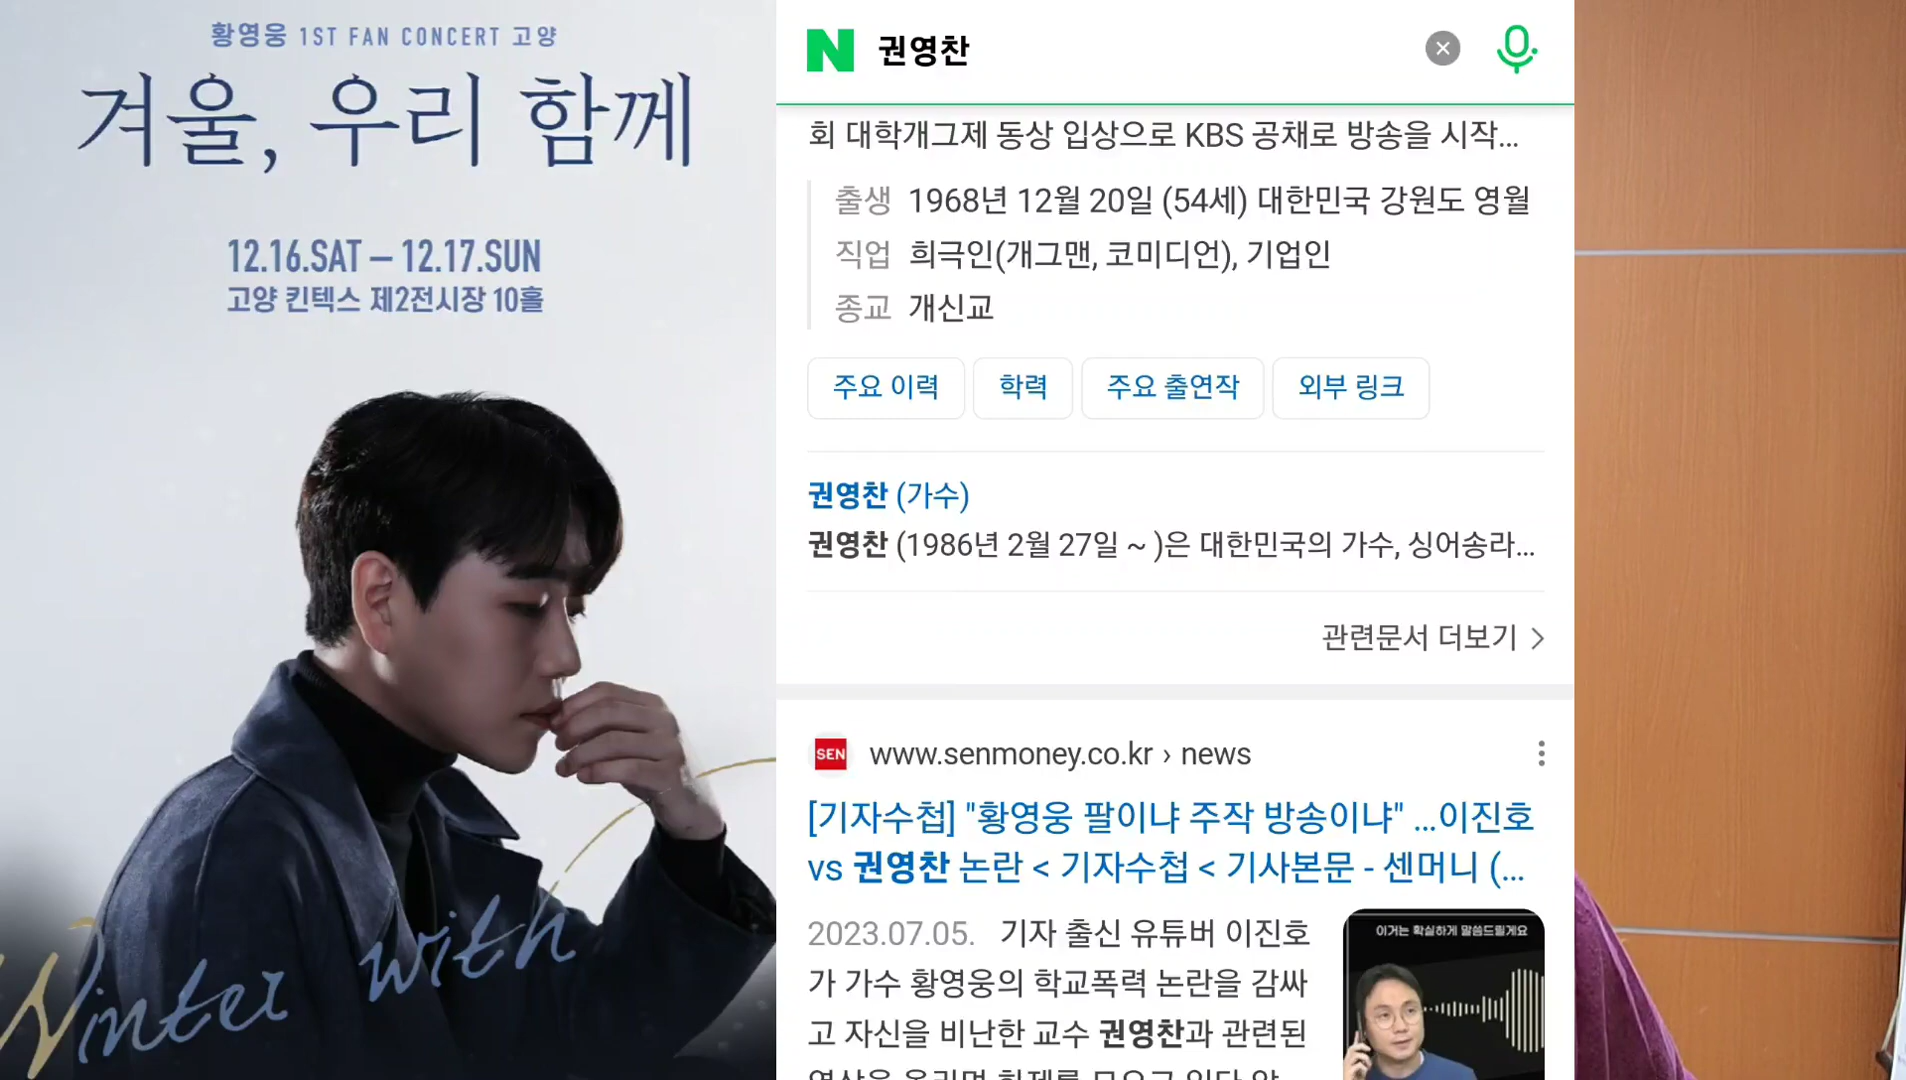 황영웅 1ST FAN CONCERT 고양
겨울, 우리 함께
12.16.SAT – 12.17.SUN
고양 킨텍스 제2전시장 10홀
Winter with
N 권영찬
회 대학개그제 동상 입상으로 KBS 공채로 방송을 시작...
출생 1968년 12월 20일 (54세) 대한민국 강원도 영월
직업 희극인(개그맨, 코미디언), 기업인
종교 개신교
주요 이력 학력 주요 출연작 외부 링크
권영찬 (가수)
권영찬 (1986년 2월 27일 ~ )은 대한민국의 가수, 싱어송라...
관련문서 더보기 >
SEN www.senmoney.co.kr › news
[기자수첩] "황영웅 팔이냐 주작 방송이냐" ...이진호
vs 권영찬 논란 < 기자수첩 < 기사본문 - 센머니 (...
2023.07.05. 기자 출신 유튜버 이진호
가 가수 황영웅의 학교폭력 논란을 감싸
고 자신을 비난한 교수 권영찬과 관련된
이거는 확실하게 말씀드릴게요